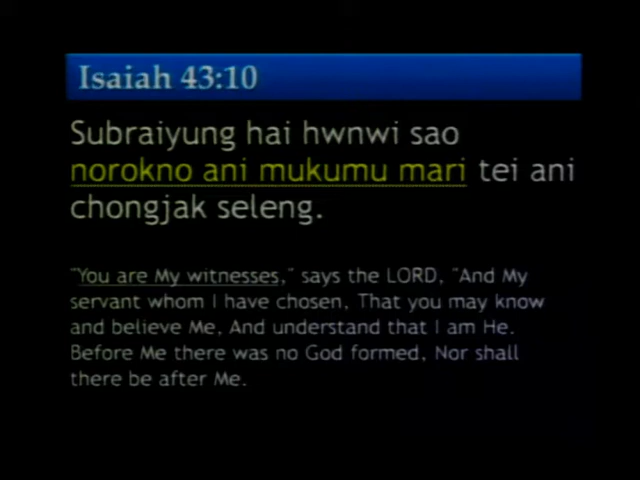 Isaiah 43:10
Subraiyung hai hwnwi sao
norokno ani mukumu mari tei ani
chongjak seleng.
"You are My witnesses," says the LORD, "And My
servant whom I have chosen, That you may know
and believe Me, And understand that I am He.
Before Me there was no God formed, Nor shall
there be after Me.